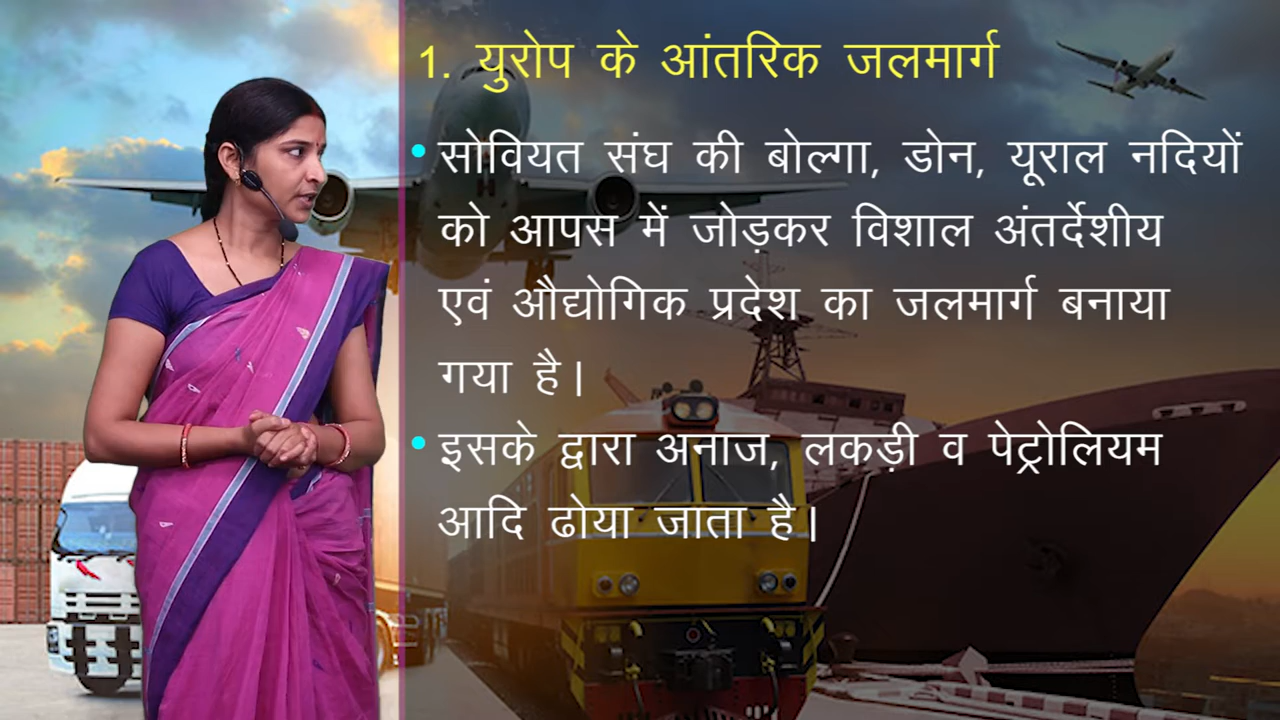 1. युरोप के आंतरिक जलमार्ग
• सोवियत संघ की बोल्गा, डोन, यूराल नदियों
को आपस में जोड़कर विशाल अंतर्देशीय
एवं औद्योगिक प्रदेश का जलमार्ग बनाया
गया है।
• इसके द्वारा अनाज, लकड़ी व पेट्रोलियम
आदि ढोया जाता है।